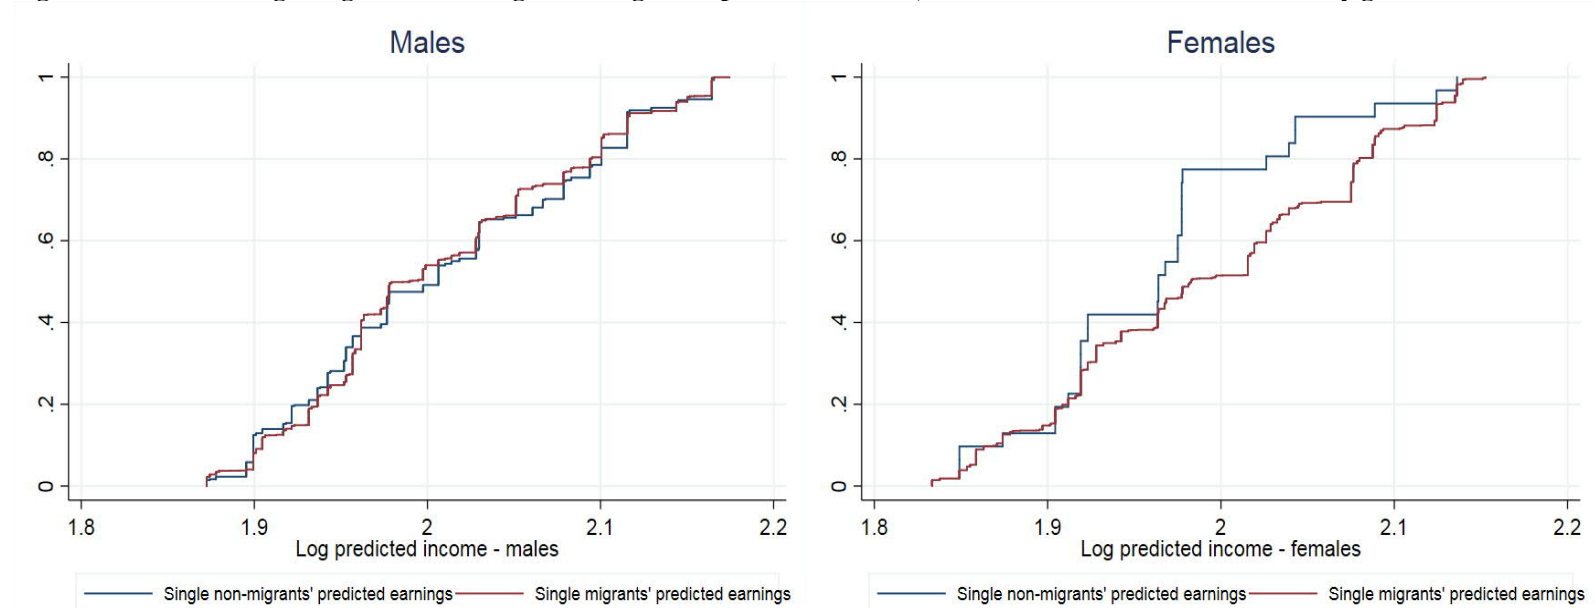 Males
1
.8
.6
.4
.2
0
1.8 1.9 2 2.1 2.2
Log predicted income - males
Single non-migrants' predicted earnings Single migrants' predicted earnings
Females
1
.8
.6
.4
.2
0
1.8 1.9 2 2.1 2.2
Log predicted income - females
Single non-migrants' predicted earnings Single migrants' predicted earnings